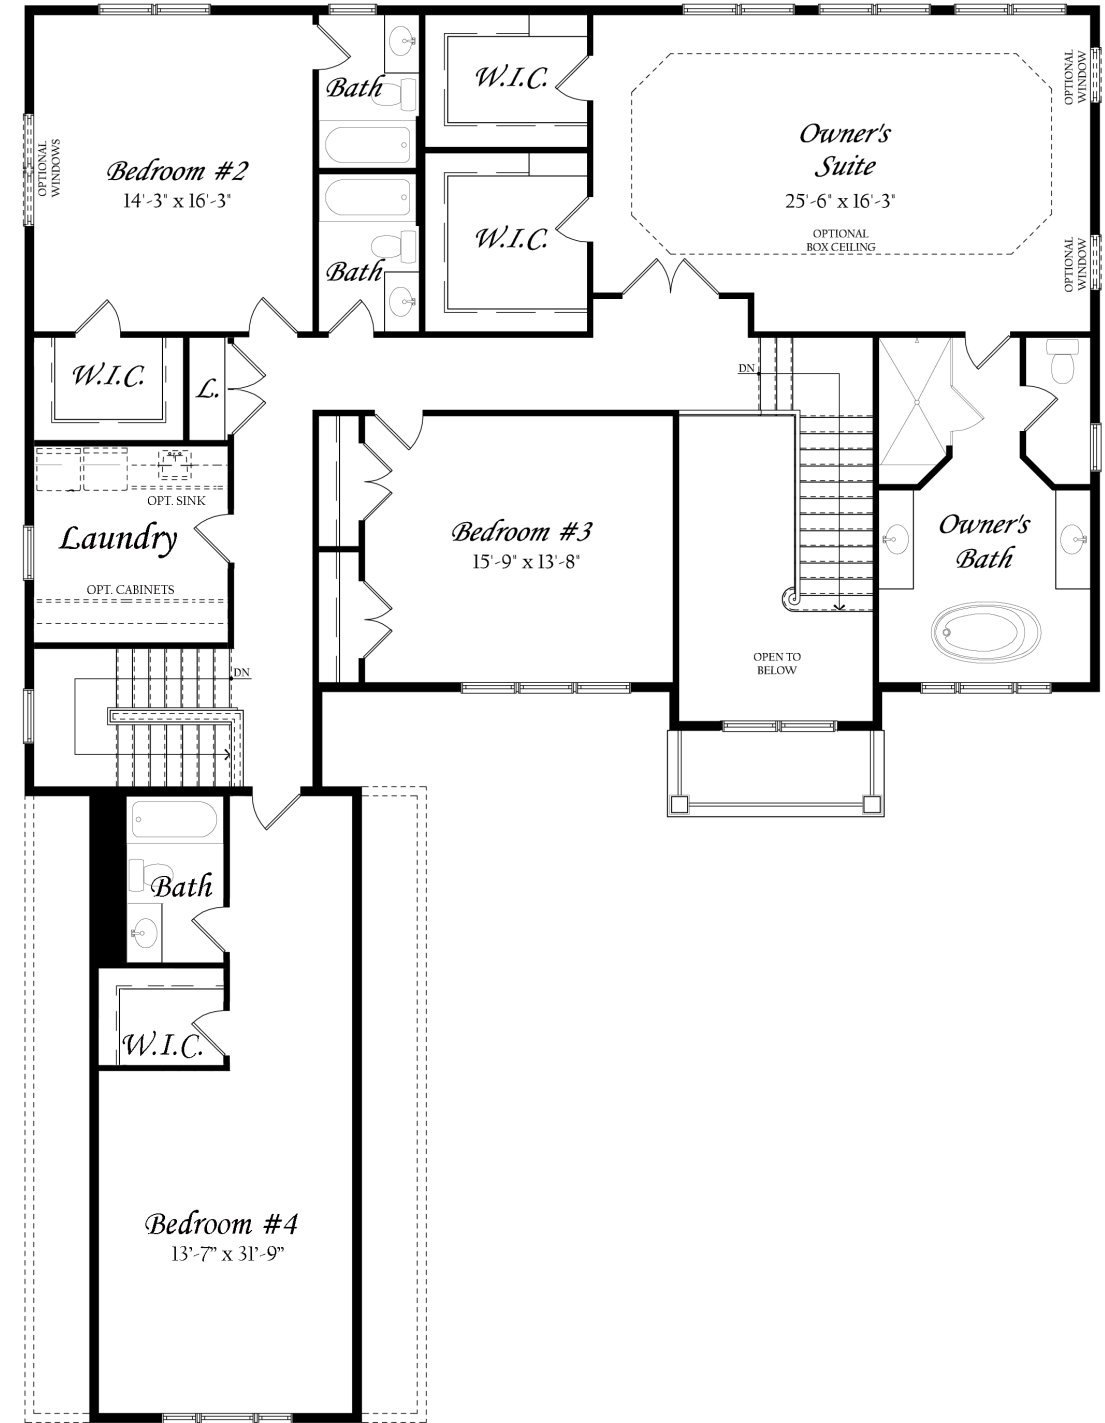 Bath
W.I.C.
OPTIONAL
WINDOW
Owner's
Suite
25'-6" x 16'-3"
OPTIONAL
BOX CEILING
OPTIONAL
WINDOWS
Bedroom #2
14'-3" x 16'-3"
W.I.C.
Bath
OPTIONAL
WINDOW
W.I.C.
L.
DN
OPT. SINK
Laundry
OPT. CABINETS
Bedroom #3
15'-9" x 13'-8"
Owner's
Bath
OPEN TO
BELOW
DN
Bath
W.I.C.
Bedroom #4
13'-7" x 31'-9"